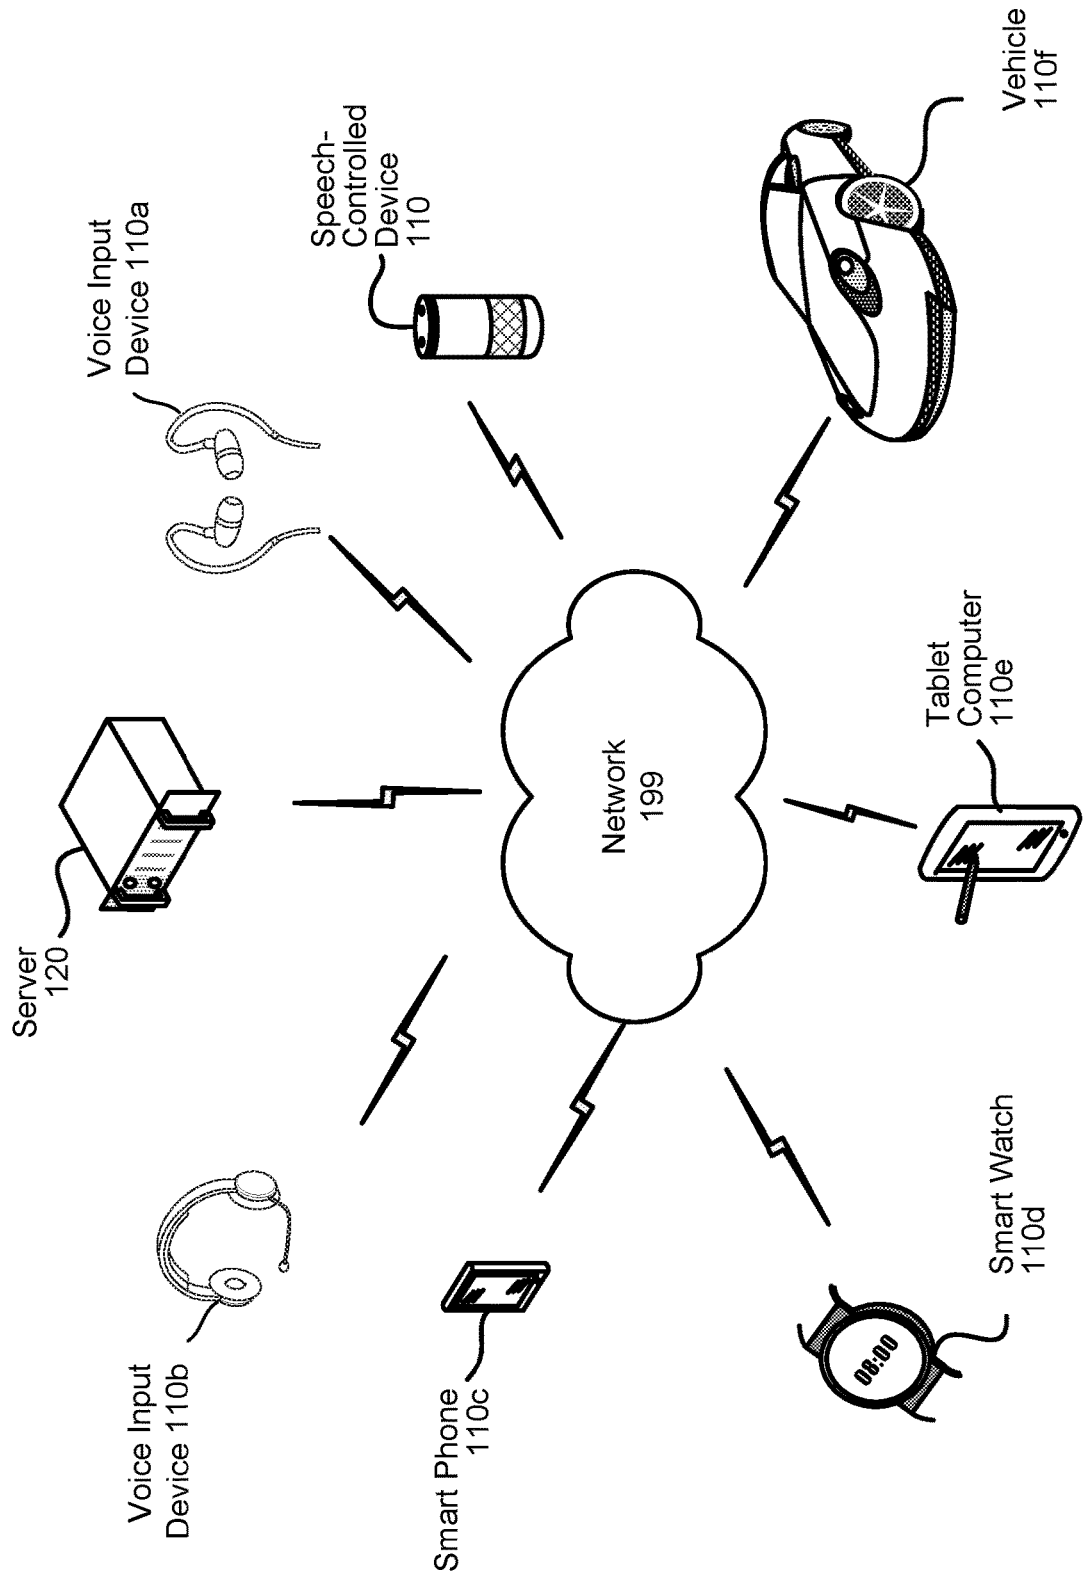 Server
120
Voice Input
Device 110a
Voice Input
Device 110b
Speech-
Controlled
Device
110
Smart Phone
110c
Network
199
08:00
Smart Watch
110d
Tablet
Computer
110e
Vehicle
110f